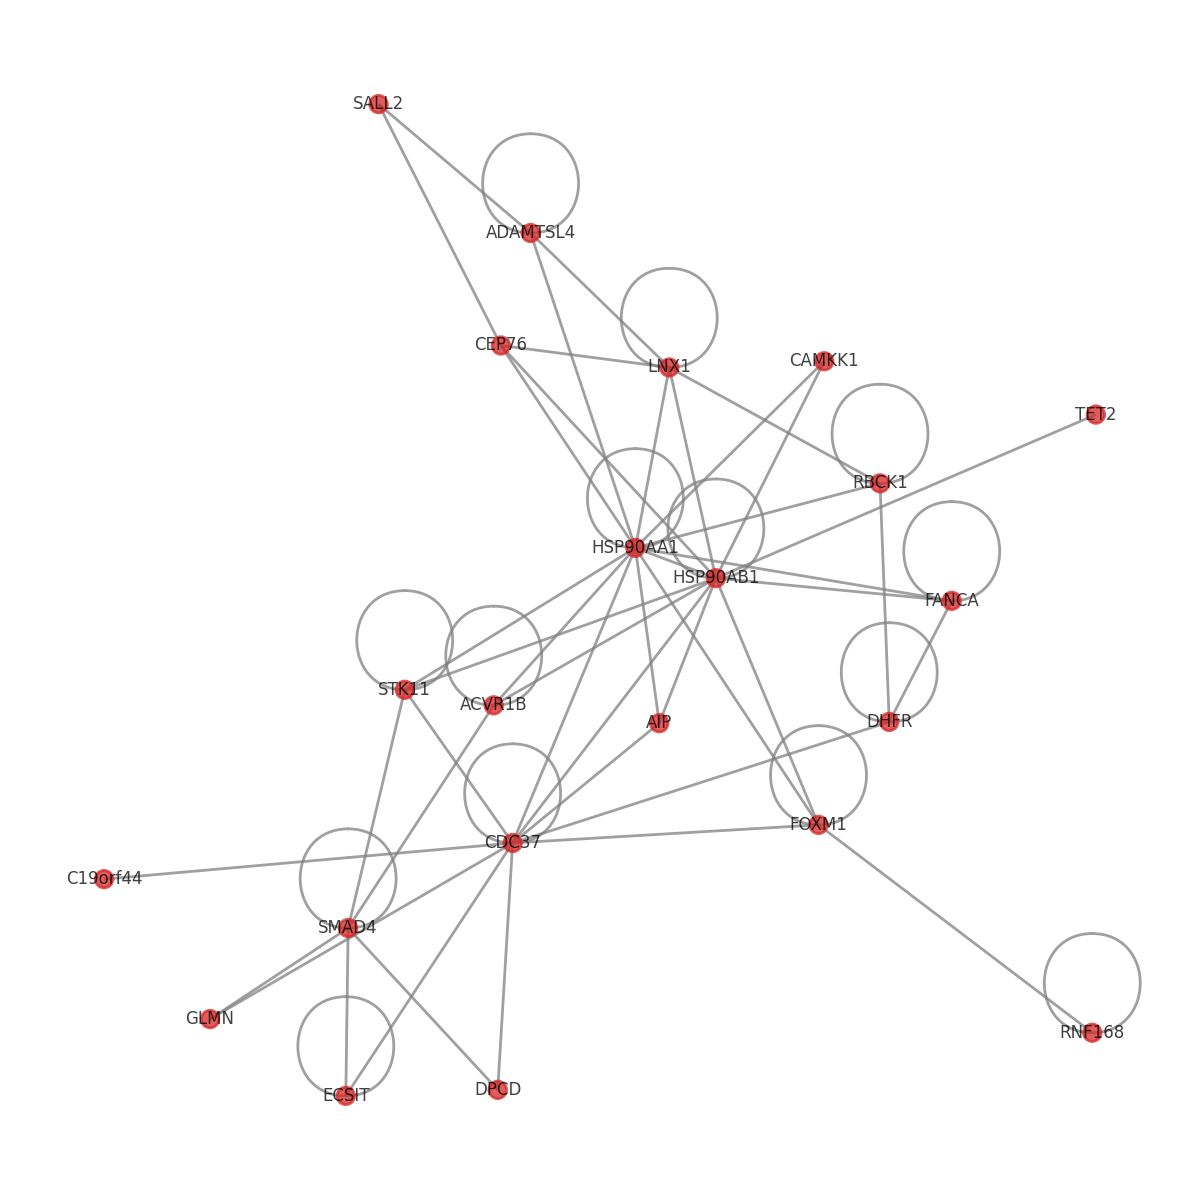 SALL2
ADAMTSL4
CEP76
LNX1
CAMKK1
TET2
RBCK1
HSP90AA1
HSP90AB1
FANCA
STK11
ACVR1B
AIP
DHFR
FOXM1
CDC37
C19orf44
SMAD4
GLMN
RNF168
ECSIT
DPCD